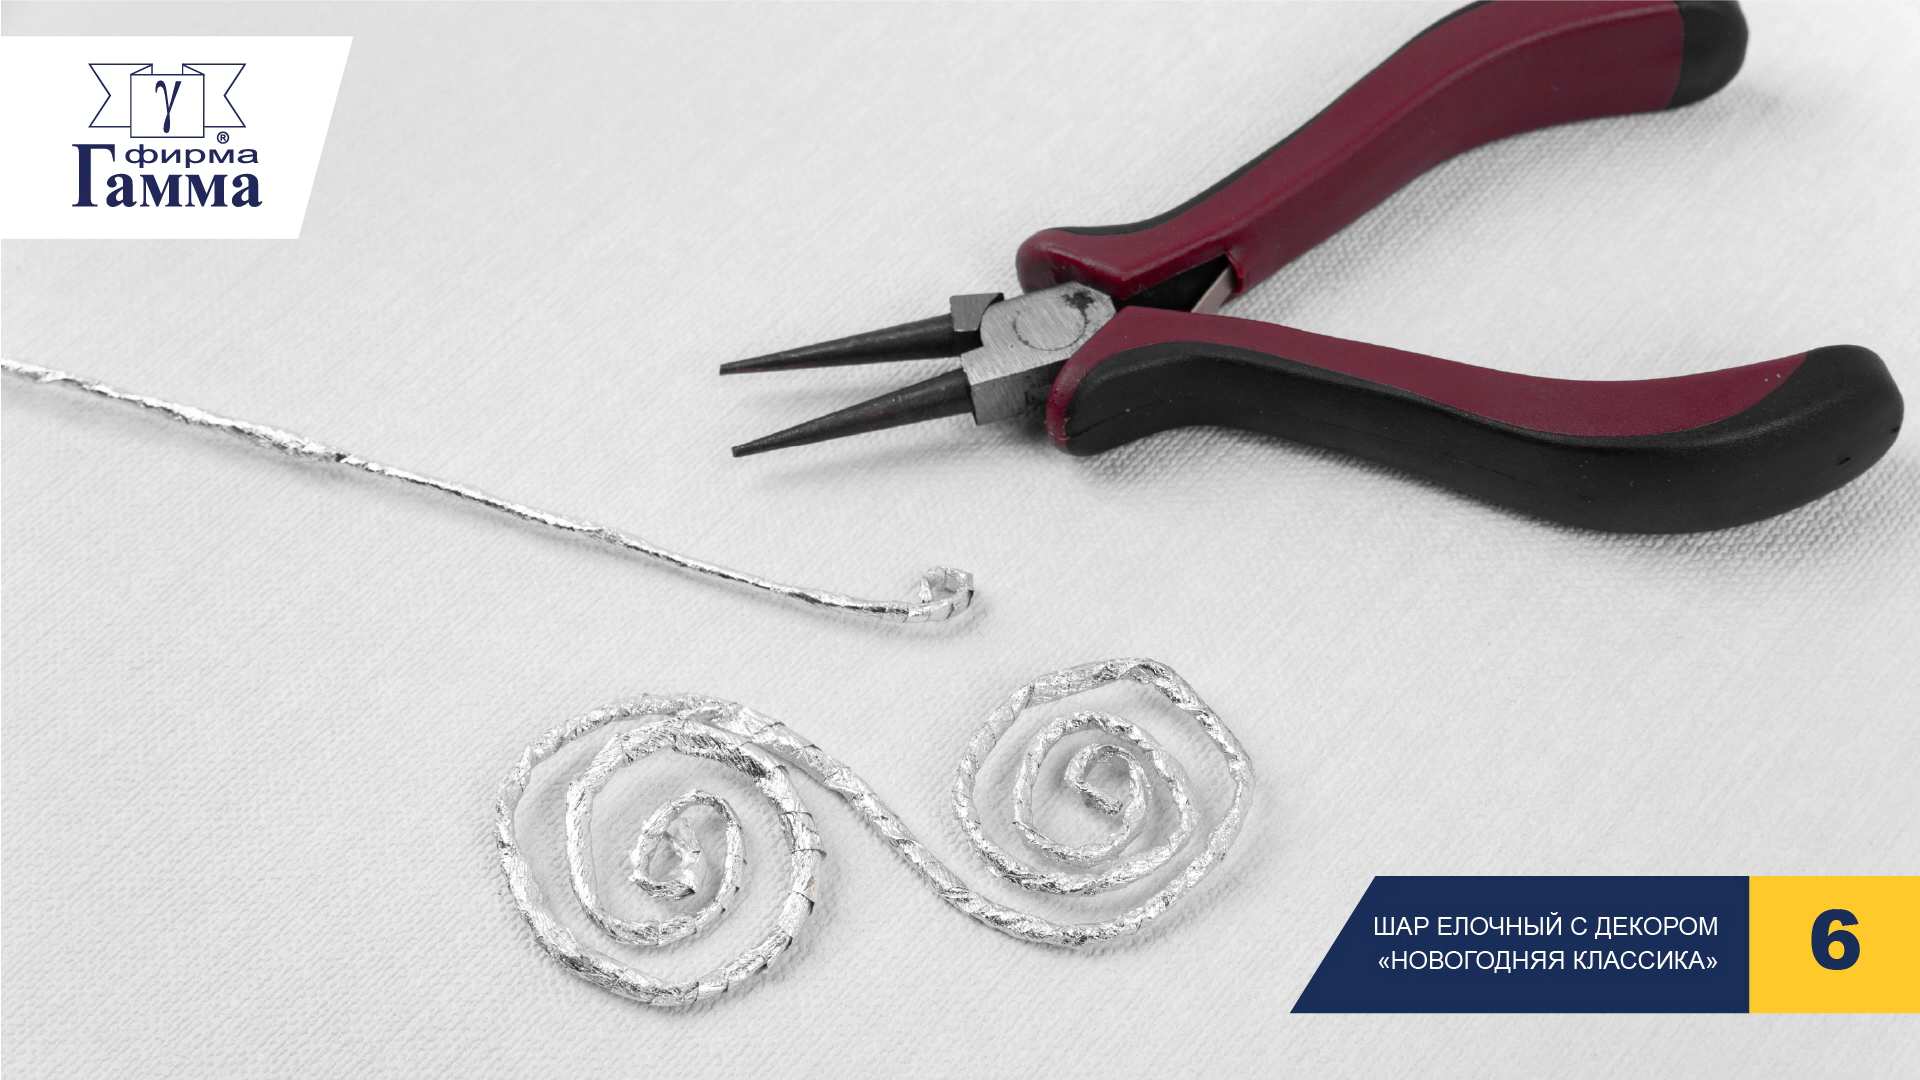 γ
®
фирма
Гамма
ШАР ЕЛОЧНЫЙ С ДЕКОРОМ
«НОВОГОДНЯЯ КЛАССИКА»
6